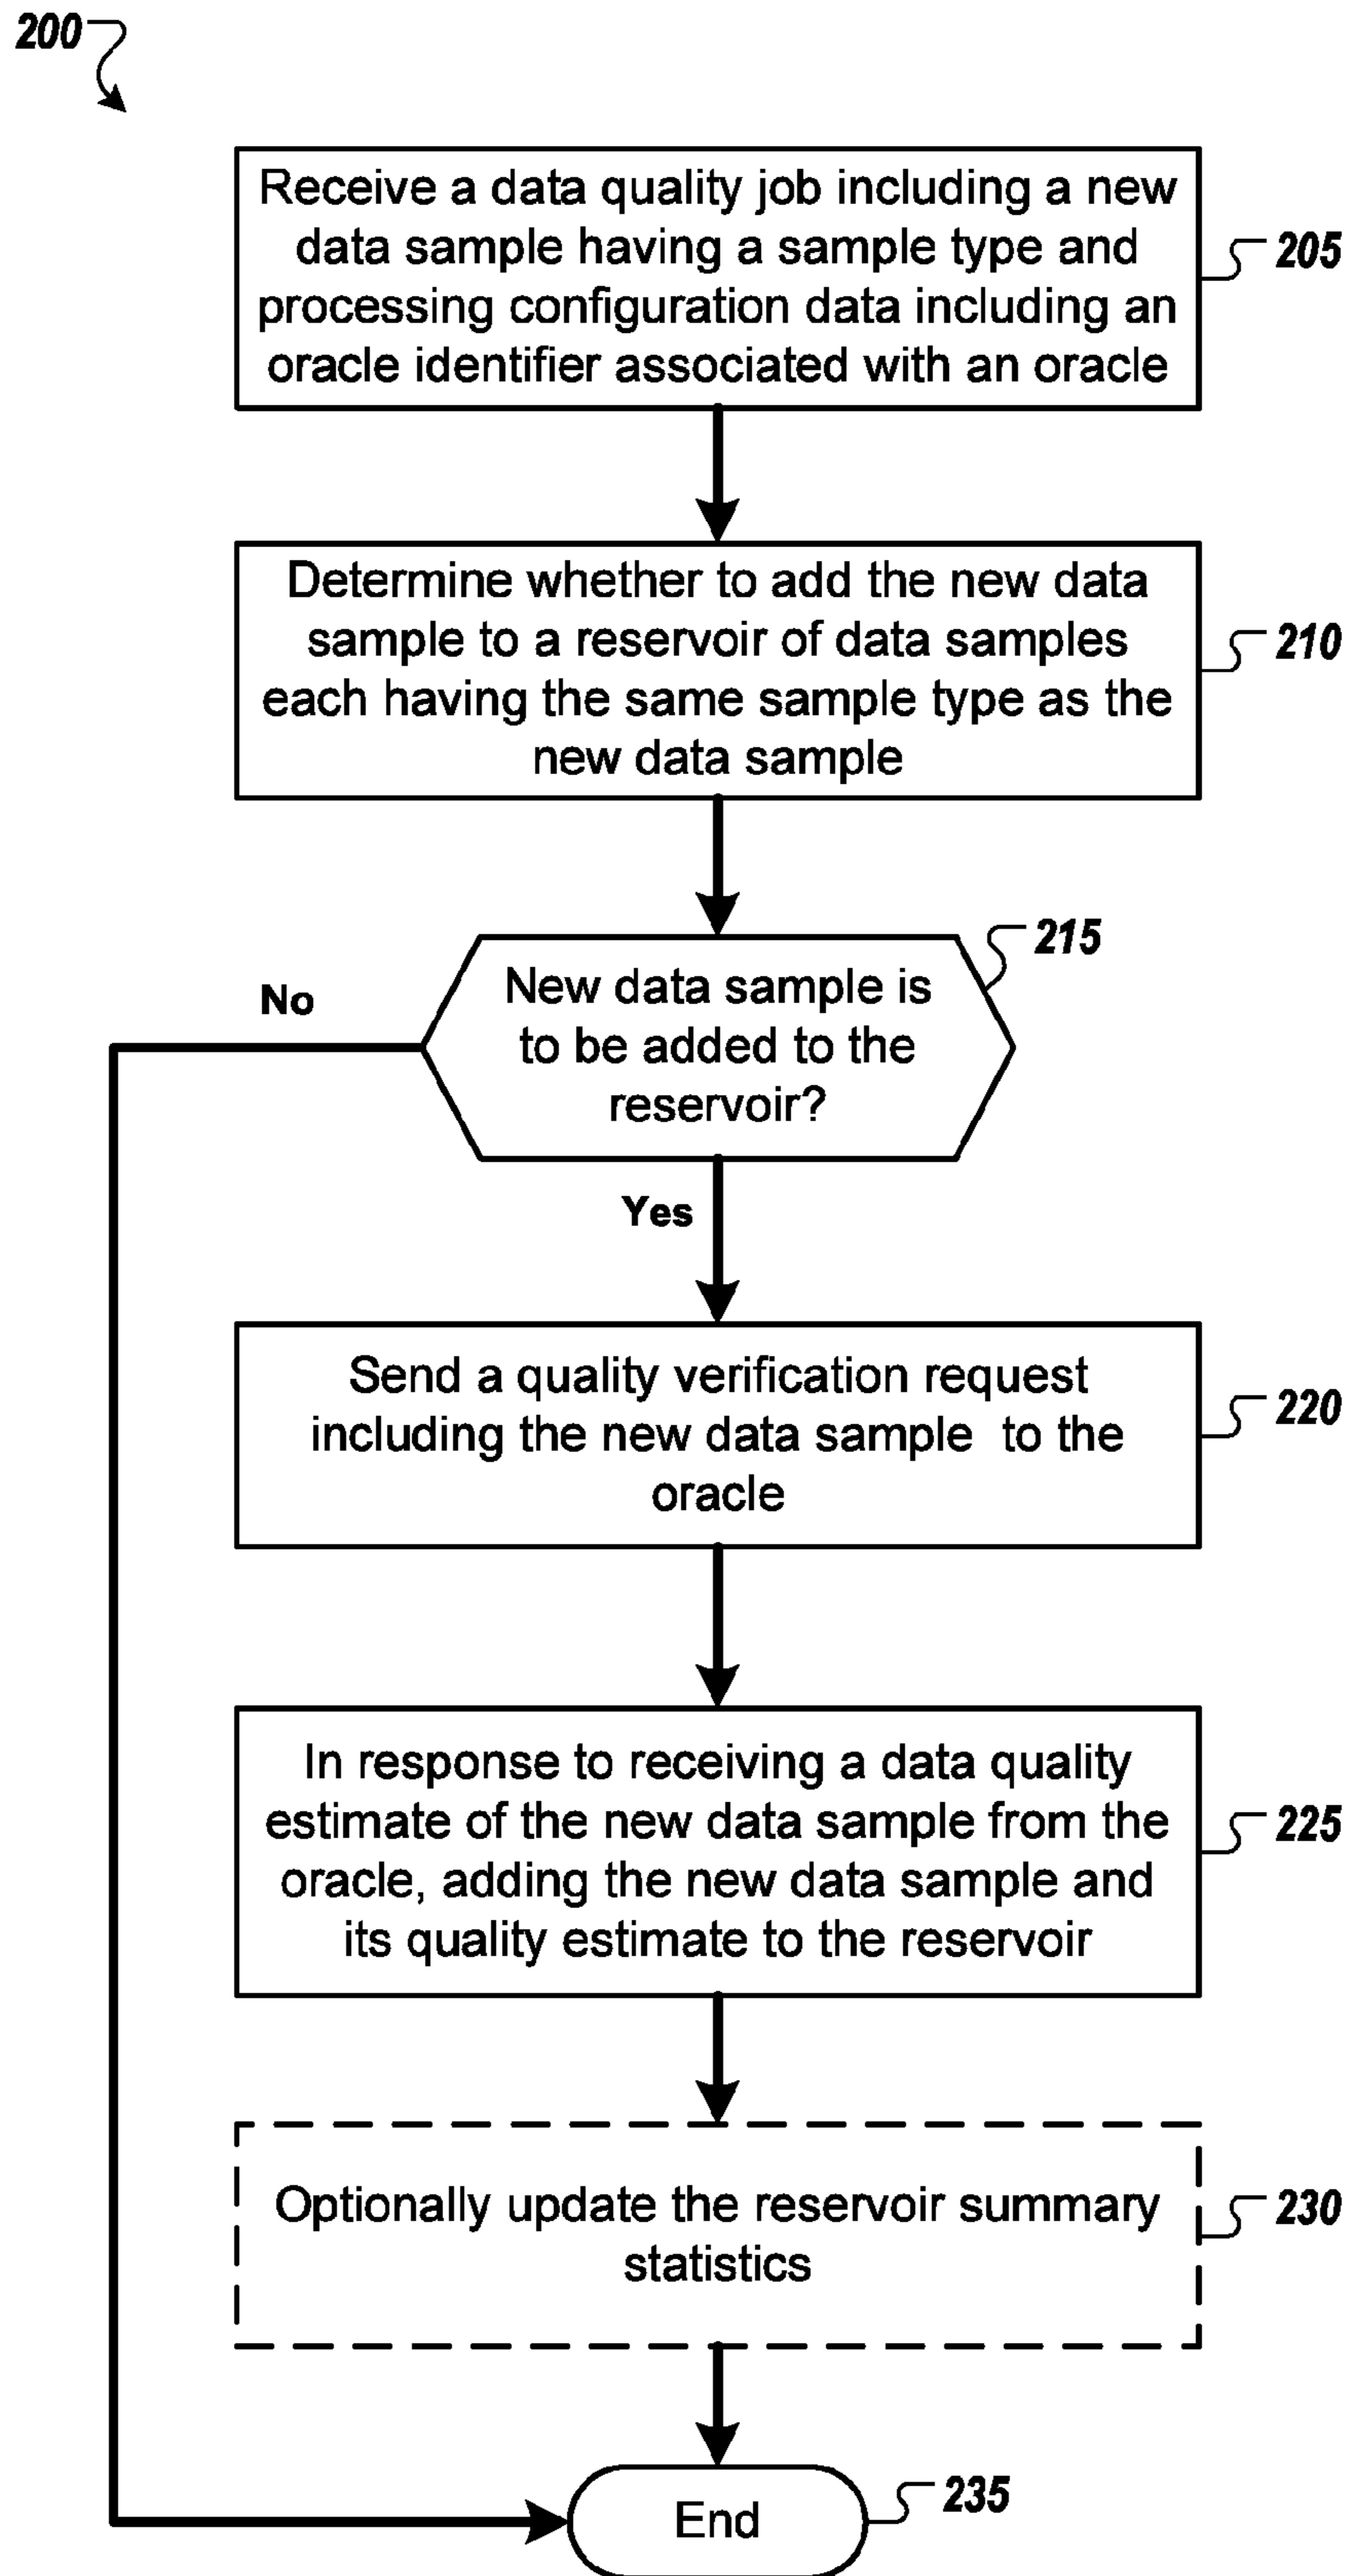 200
Receive a data quality job including a new
data sample having a sample type and
processing configuration data including an
oracle identifier associated with an oracle
205
Determine whether to add the new data
sample to a reservoir of data samples
each having the same sample type as the
new data sample
210
New data sample is
to be added to the
reservoir?
215
No
Yes
Send a quality verification request
including the new data sample to the
oracle
220
In response to receiving a data quality
estimate of the new data sample from the
oracle, adding the new data sample and
its quality estimate to the reservoir
225
Optionally update the reservoir summary
statistics
230
End
235